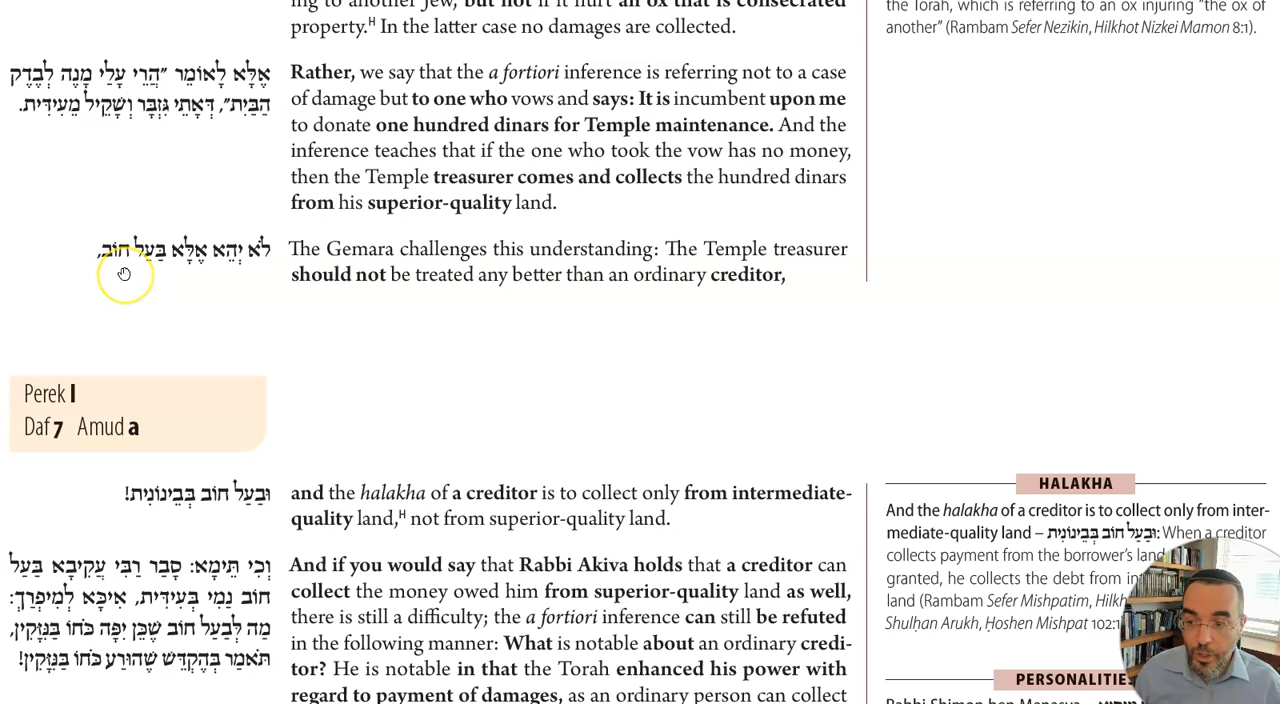 ing to another Jew, but not if it hurt an ox that is consecrated
property.H In the latter case no damages are collected.
the Torah, which is referring to an ox injuring "the ox of
another" (Rambam Sefer Nezikin, Hilkhot Nizkei Mamon 8:1).
אֶלָּא לָאוֹמֵר ״הֲרֵי עָלַי מָנֶה לְבֶדֶק
הַבַּיִת״, דְּאָתֵי גִּזְבָּר וְשָׁקֵיל מֵעִידִּית.
Rather, we say that the a fortiori inference is referring not to a case
of damage but to one who vows and says: It is incumbent upon me
to donate one hundred dinars for Temple maintenance. And the
inference teaches that if the one who took the vow has no money,
then the Temple treasurer comes and collects the hundred dinars
from his superior-quality land.
לֹא יְהֵא אֶלָּא בַּעַל חוֹב,
The Gemara challenges this understanding: The Temple treasurer
should not be treated any better than an ordinary creditor,
Perek I
Daf 7 Amud a
וּבַעַל חוֹב בְּבֵינוֹנִית!
and the halakha of a creditor is to collect only from intermediate-
quality land,H not from superior-quality land.
וְכִי תֵּימָא: סָבַר רַבִּי עֲקִיבָא בַּעַל
חוֹב נַמִי בְּעִידִּית, אִיכָּא לְמִיפְרַךְ:
מָה לְּבַעַל חוֹב שֶׁכֵּן יִפָּה כֹּחוֹ בַּנְּזָקִין,
תֹּאמַר בְּהֶקְדֵּשׁ שֶׁהוּרַע כֹּחוֹ בַּנְּזָקִין!
And if you would say that Rabbi Akiva holds that a creditor can
collect the money owed him from superior-quality land as well,
there is still a difficulty; the a fortiori inference can still be refuted
in the following manner: What is notable about an ordinary credi-
tor? He is notable in that the Torah enhanced his power with
regard to payment of damages, as an ordinary person can collect
HALAKHA
And the halakha of a creditor is to collect only from inter-
mediate-quality land – וּבַעַל חוֹב בְּבֵינוֹנִית: When a creditor
collects payment from the borrower's land
granted, he collects the debt from
land (Rambam Sefer Mishpatim,
Shulḥan Arukh, Ḥoshen Mishpat 102:1
PERSONALITIE
Rabbi Shimon ben Menasya –